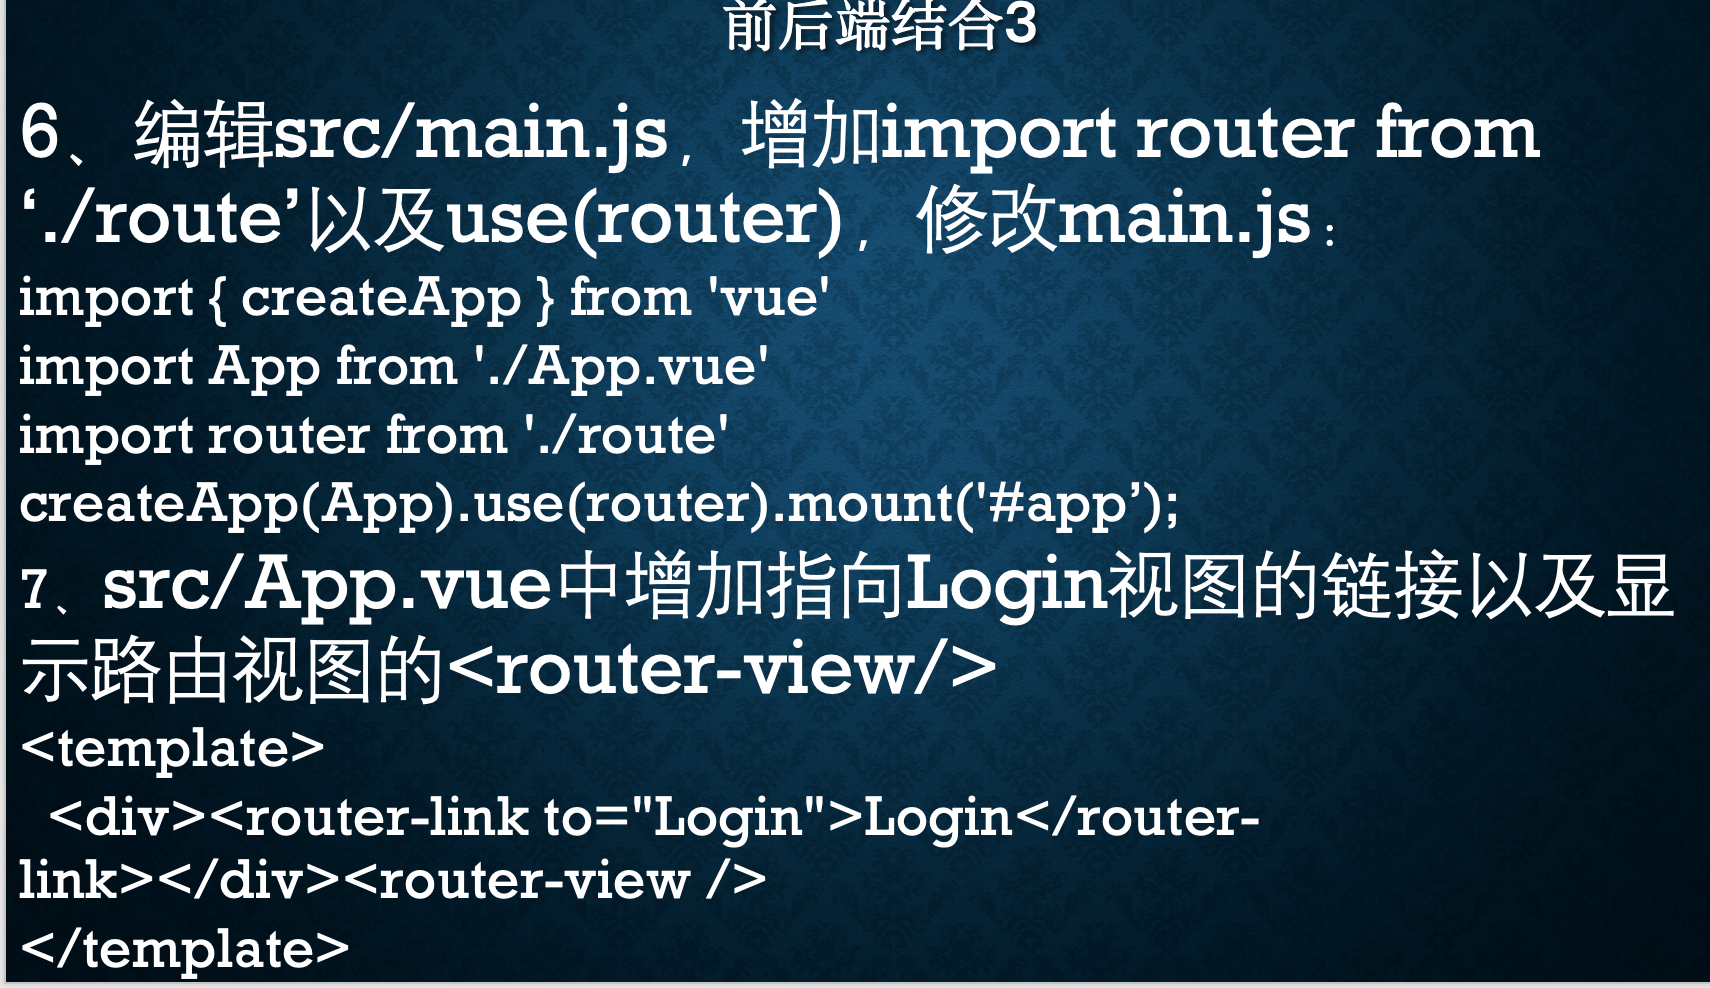 前后端结合3
6、编辑src/main.js，增加import router from
‘./route’以及use(router)，修改main.js：
import { createApp } from 'vue'
import App from './App.vue'
import router from './route'
createApp(App).use(router).mount('#app’);
7、src/App.vue中增加指向Login视图的链接以及显
示路由视图的<router-view/>
<template>
<div><router-link to="Login">Login</router-
link></div><router-view />
</template>